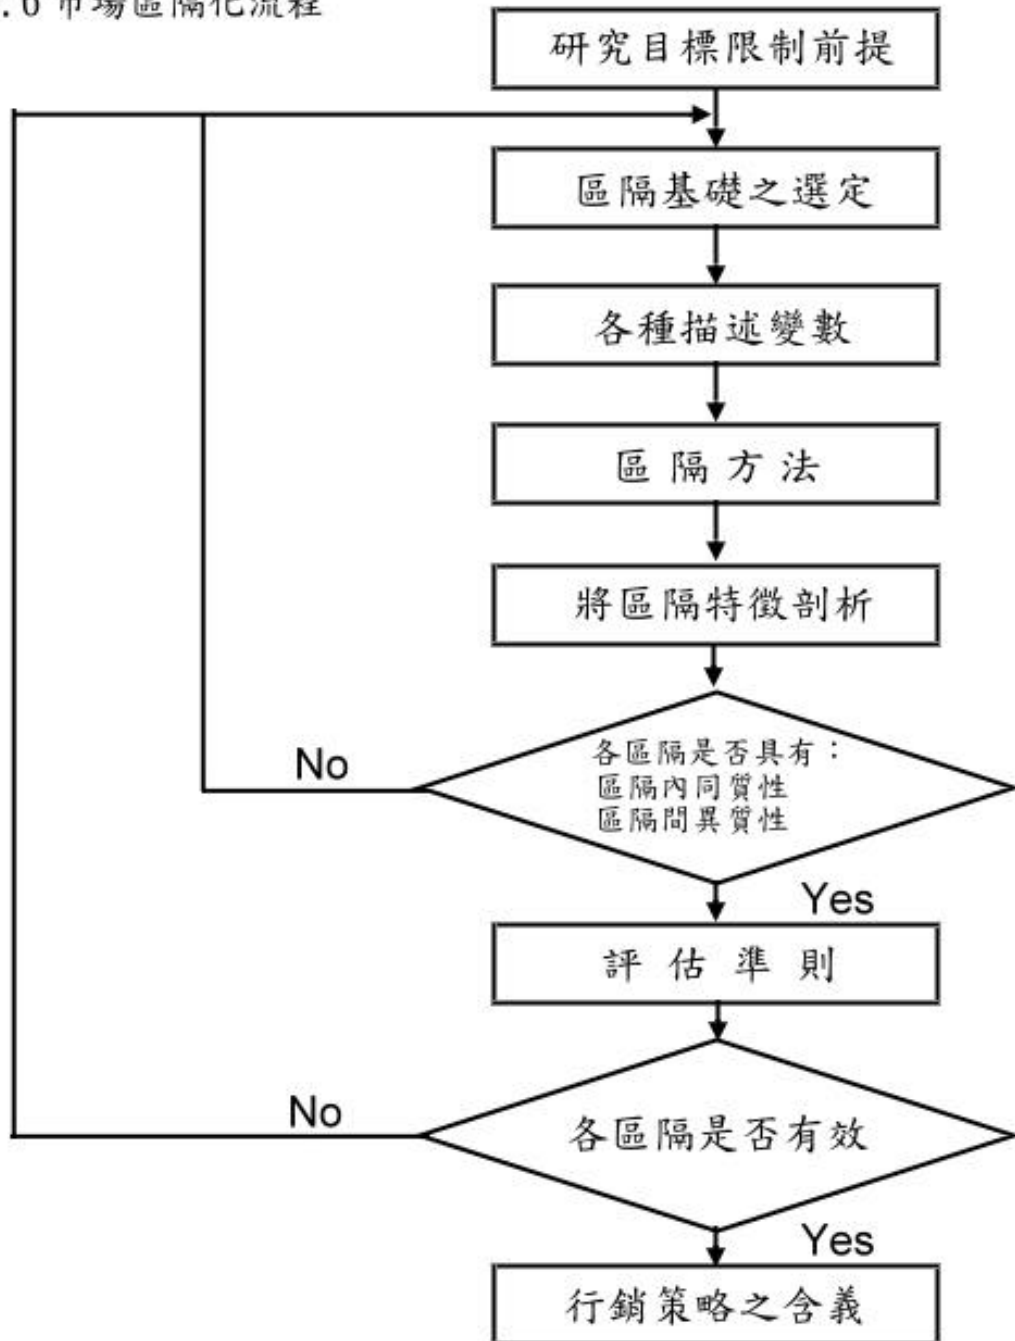 .6 市場區隔化流程
研究目標限制前提
區隔基礎之選定
各種描述變數
區隔方法
將區隔特徵剖析
各區隔是否具有：
區隔內同質性
區隔間異質性
No
Yes
評估準則
各區隔是否有效
No
Yes
行銷策略之含義